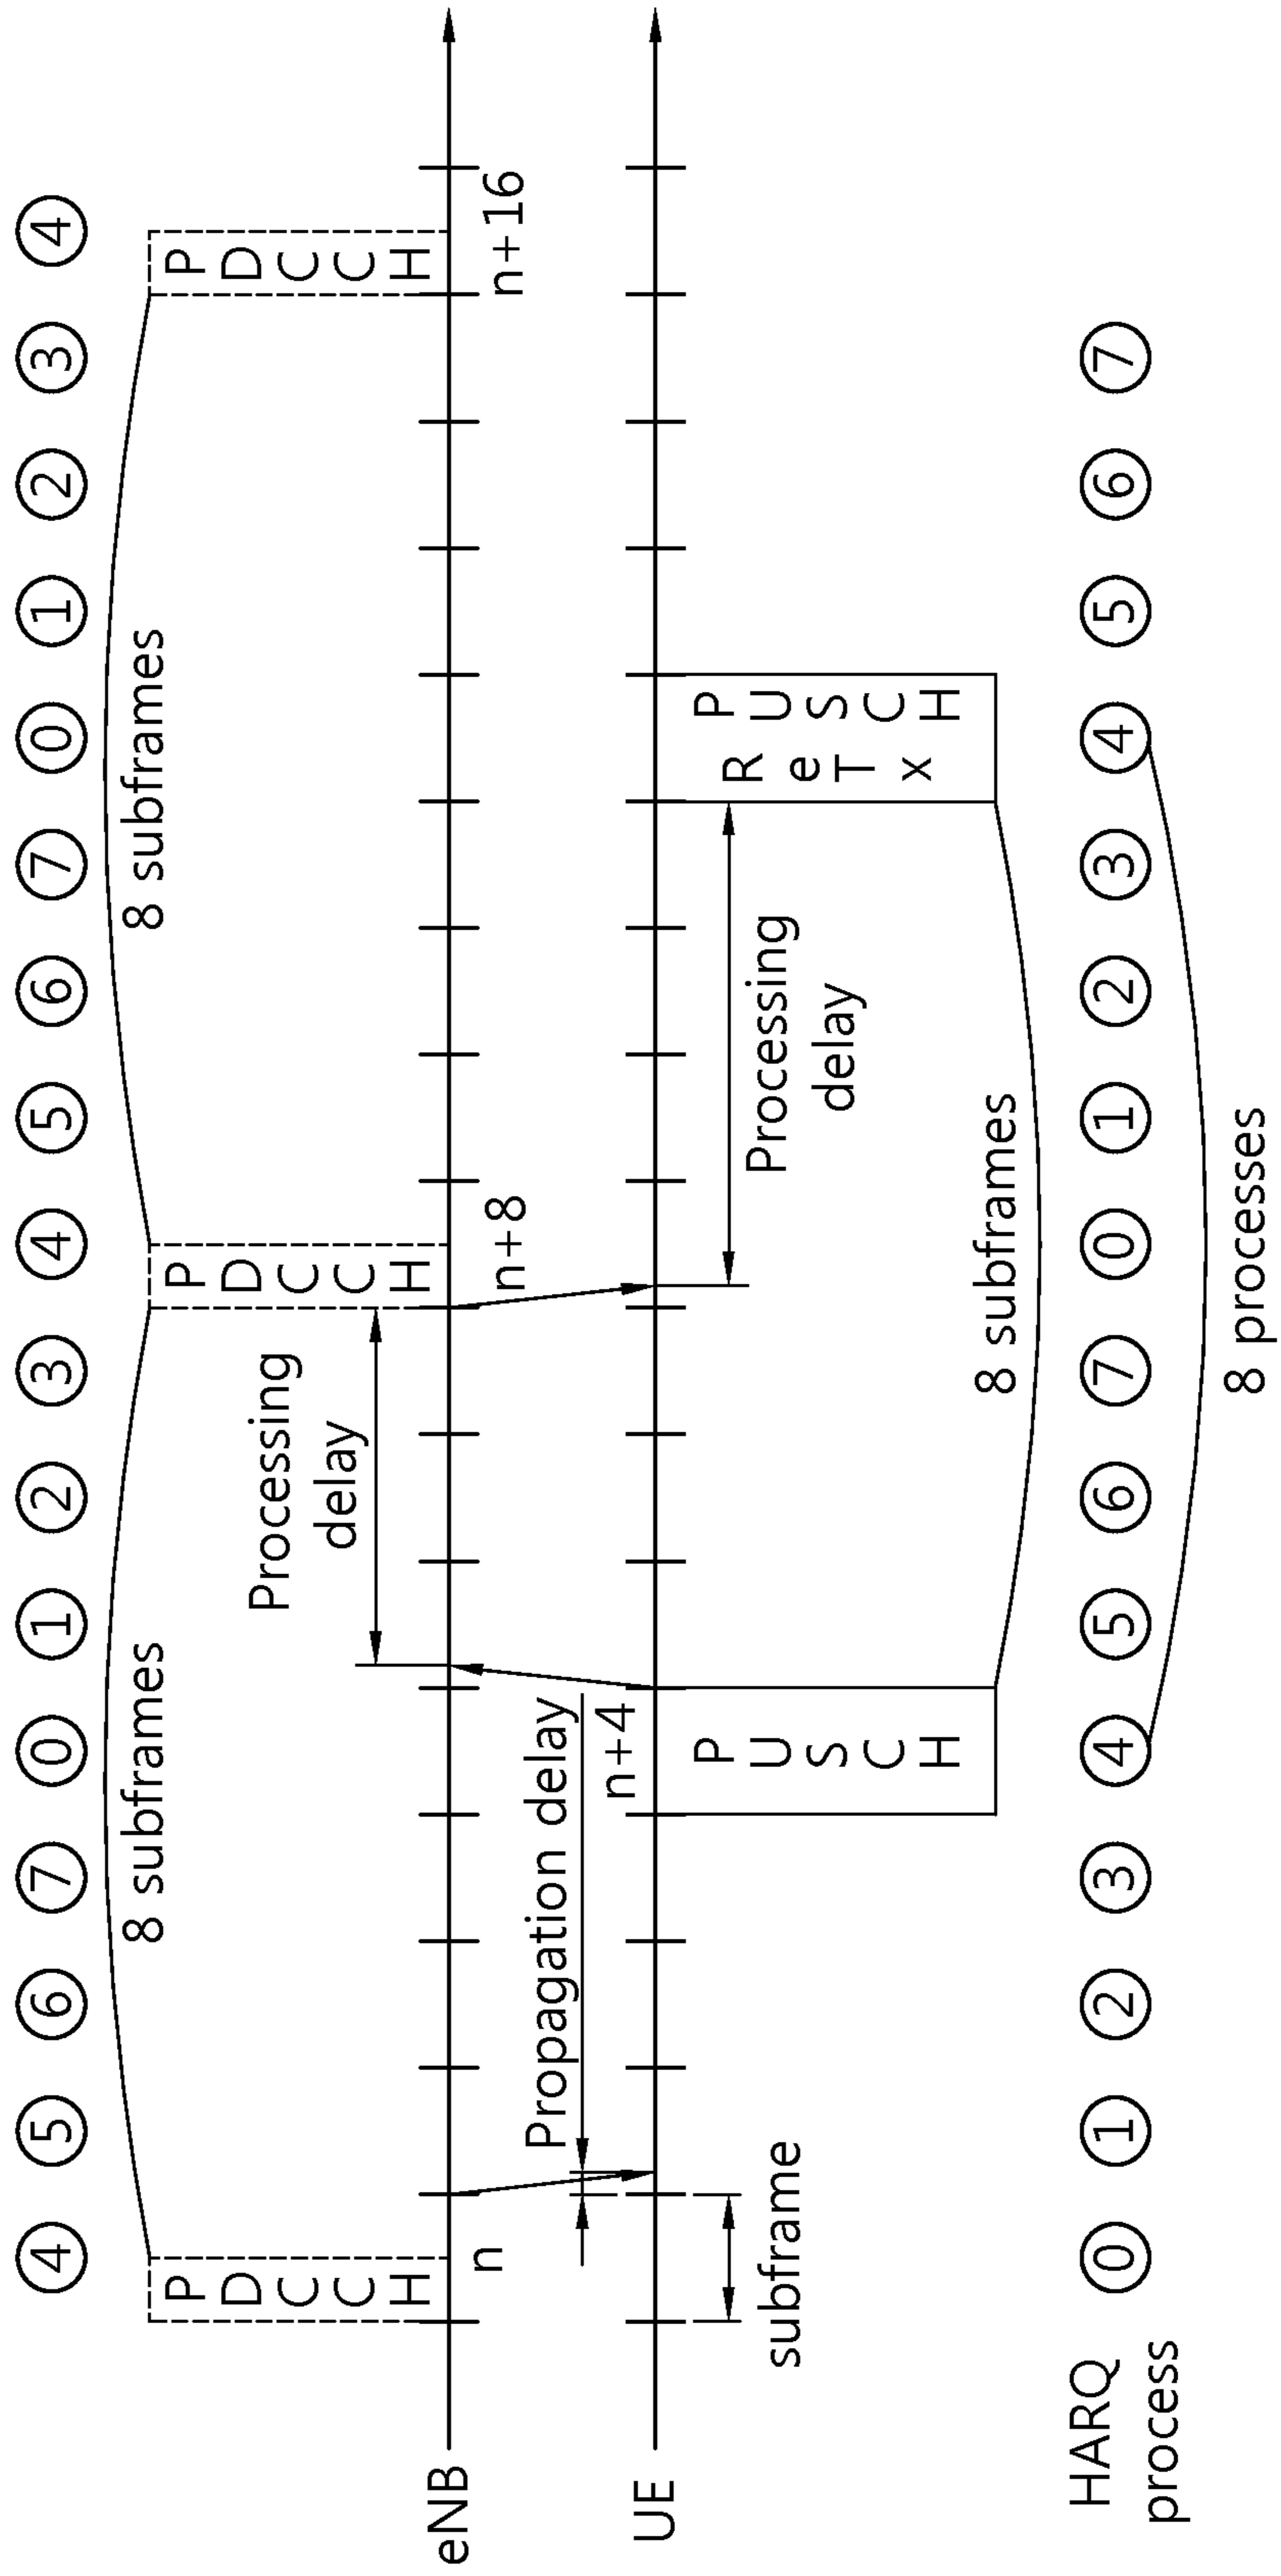 4 5 6 7 0 1 2 3 4 5 6 7 0 1 2 3 4
8 subframes
8 subframes
PDCCH
PDCCH
PDCCH
Processing
delay
eNB
n
n+8
n+16
Propagation delay
n+4
UE
subframe
PUSCH
Processing
delay
ReTx
PUSCH
8 subframes
HARQ
process
0 1 2 3 4 5 6 7 0 1 2 3 4 5 6 7
8 processes